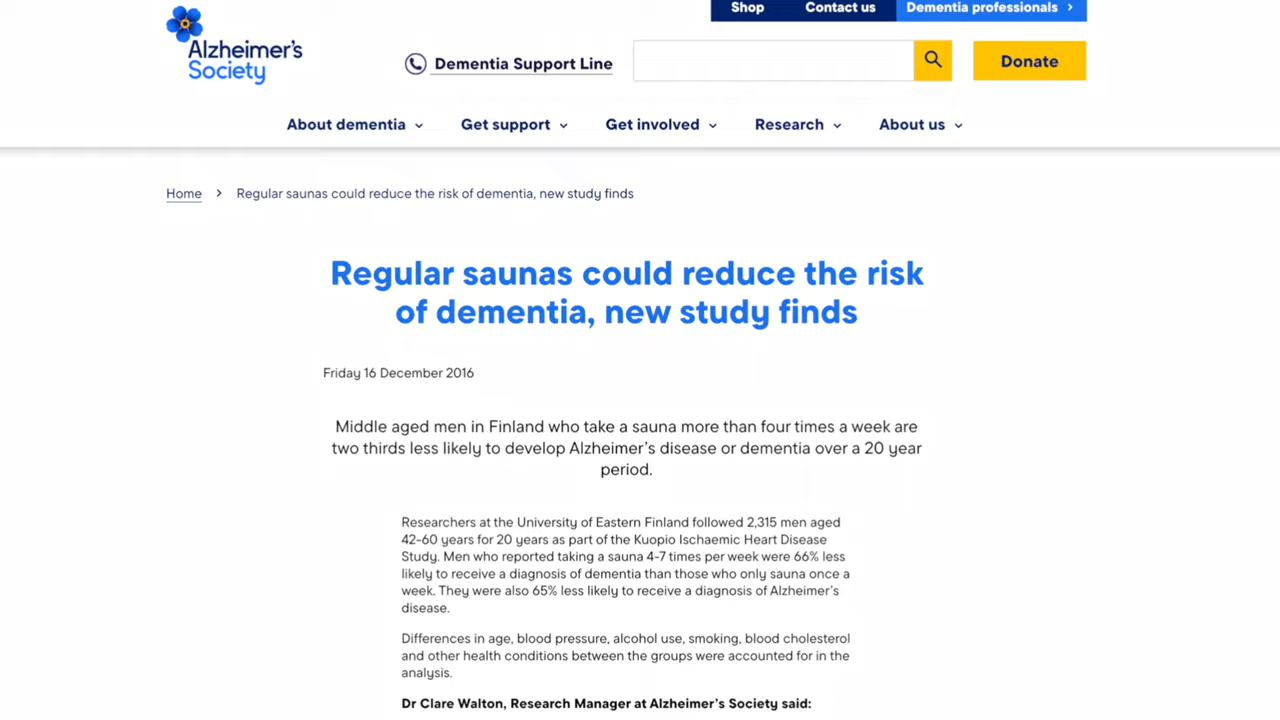 Shop Contact us Dementia professionals
Alzheimer's
Society
Dementia Support Line
Donate
About dementia Get support Get involved Research About us
Home > Regular saunas could reduce the risk of dementia, new study finds
Regular saunas could reduce the risk
of dementia, new study finds
Friday 16 December 2016
Middle aged men in Finland who take a sauna more than four times a week are
two thirds less likely to develop Alzheimer's disease or dementia over a 20 year
period.
Researchers at the University of Eastern Finland followed 2,315 men aged
42-60 years for 20 years as part of the Kuopio Ischaemic Heart Disease
Study. Men who reported taking a sauna 4-7 times per week were 66% less
likely to receive a diagnosis of dementia than those who only sauna once a
week. They were also 65% less likely to receive a diagnosis of Alzheimer's
disease.
Differences in age, blood pressure, alcohol use, smoking, blood cholesterol
and other health conditions between the groups were accounted for in the
analysis.
Dr Clare Walton, Research Manager at Alzheimer's Society said: